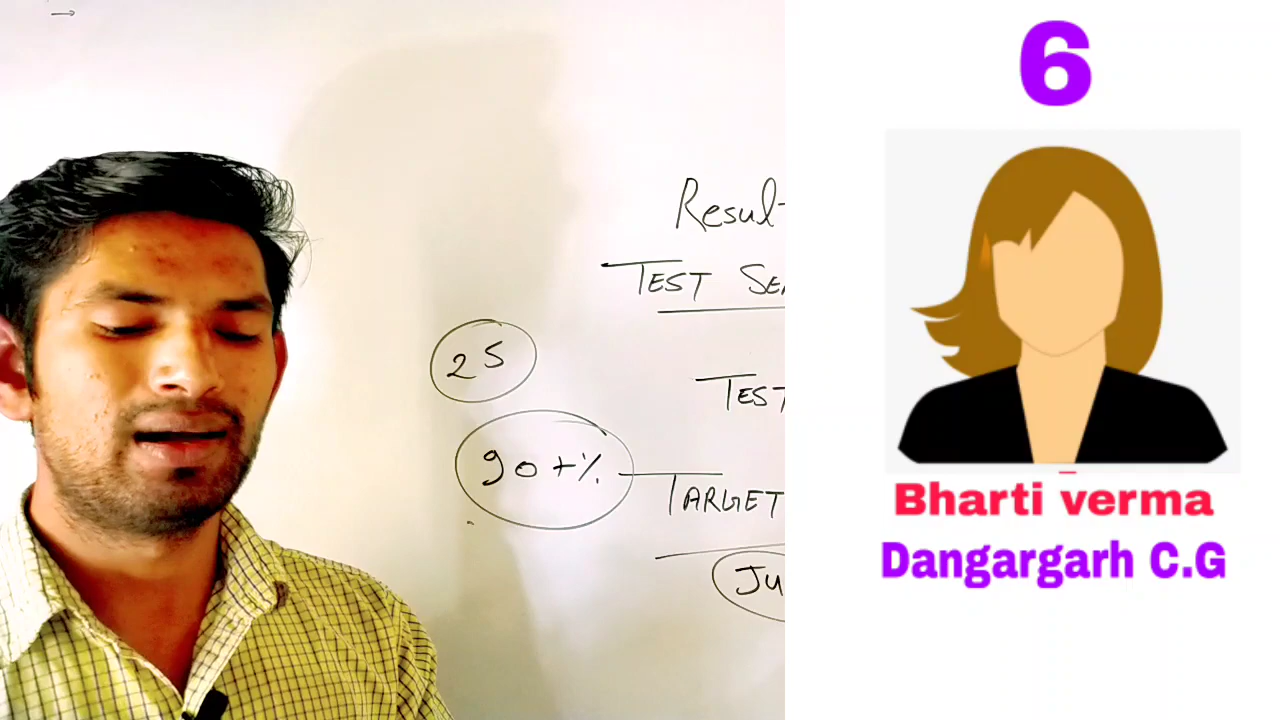 Resul
TEST SE
25
TEST
90+%
TARGET
Ju
6
Bharti verma
Dangargarh C.G